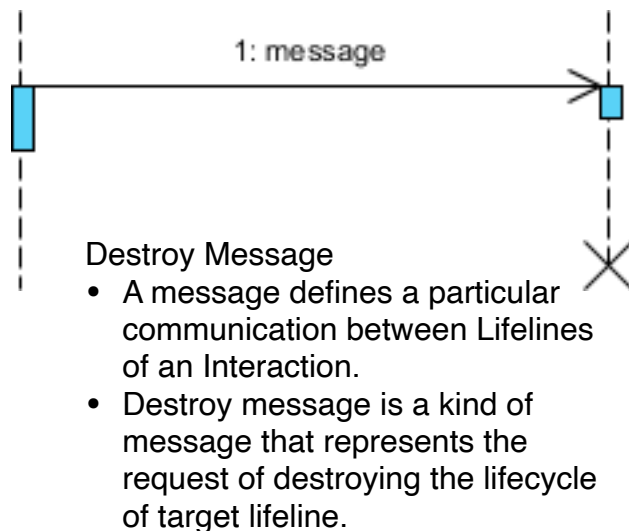 1: message
Destroy Message
• A message defines a particular
communication between Lifelines
of an Interaction.
• Destroy message is a kind of
message that represents the
request of destroying the lifecycle
of target lifeline.